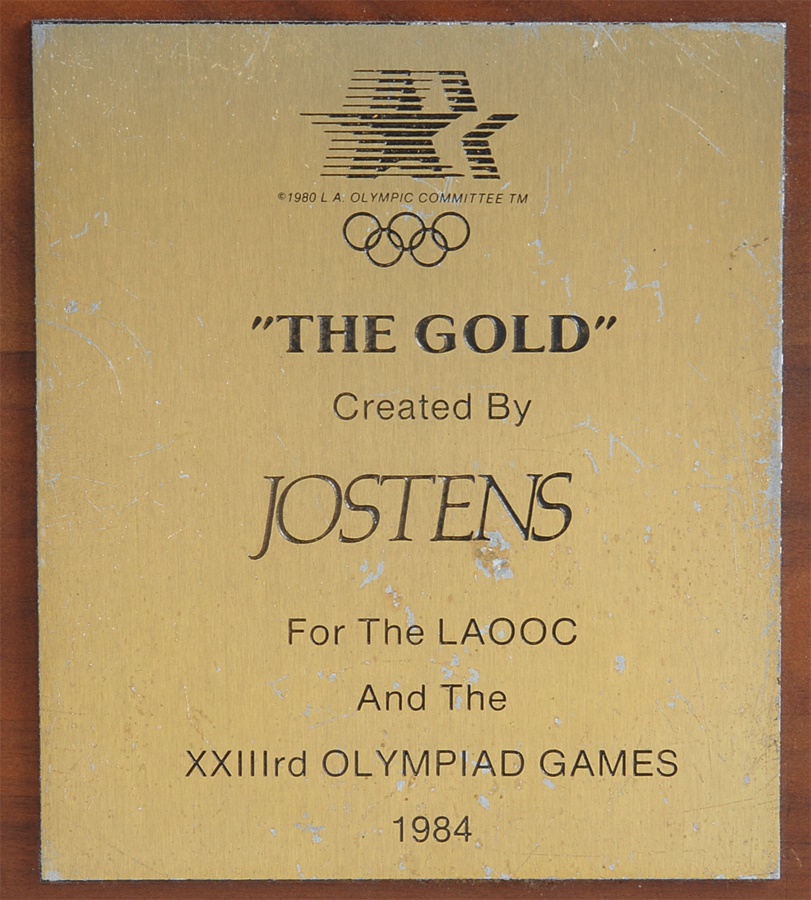 ©1980 L.A. OLYMPIC COMMITTEE TM
"THE GOLD"
Created By
JOSTENS
For The LAOOC
And The
XXIIIrd OLYMPIAD GAMES
1984